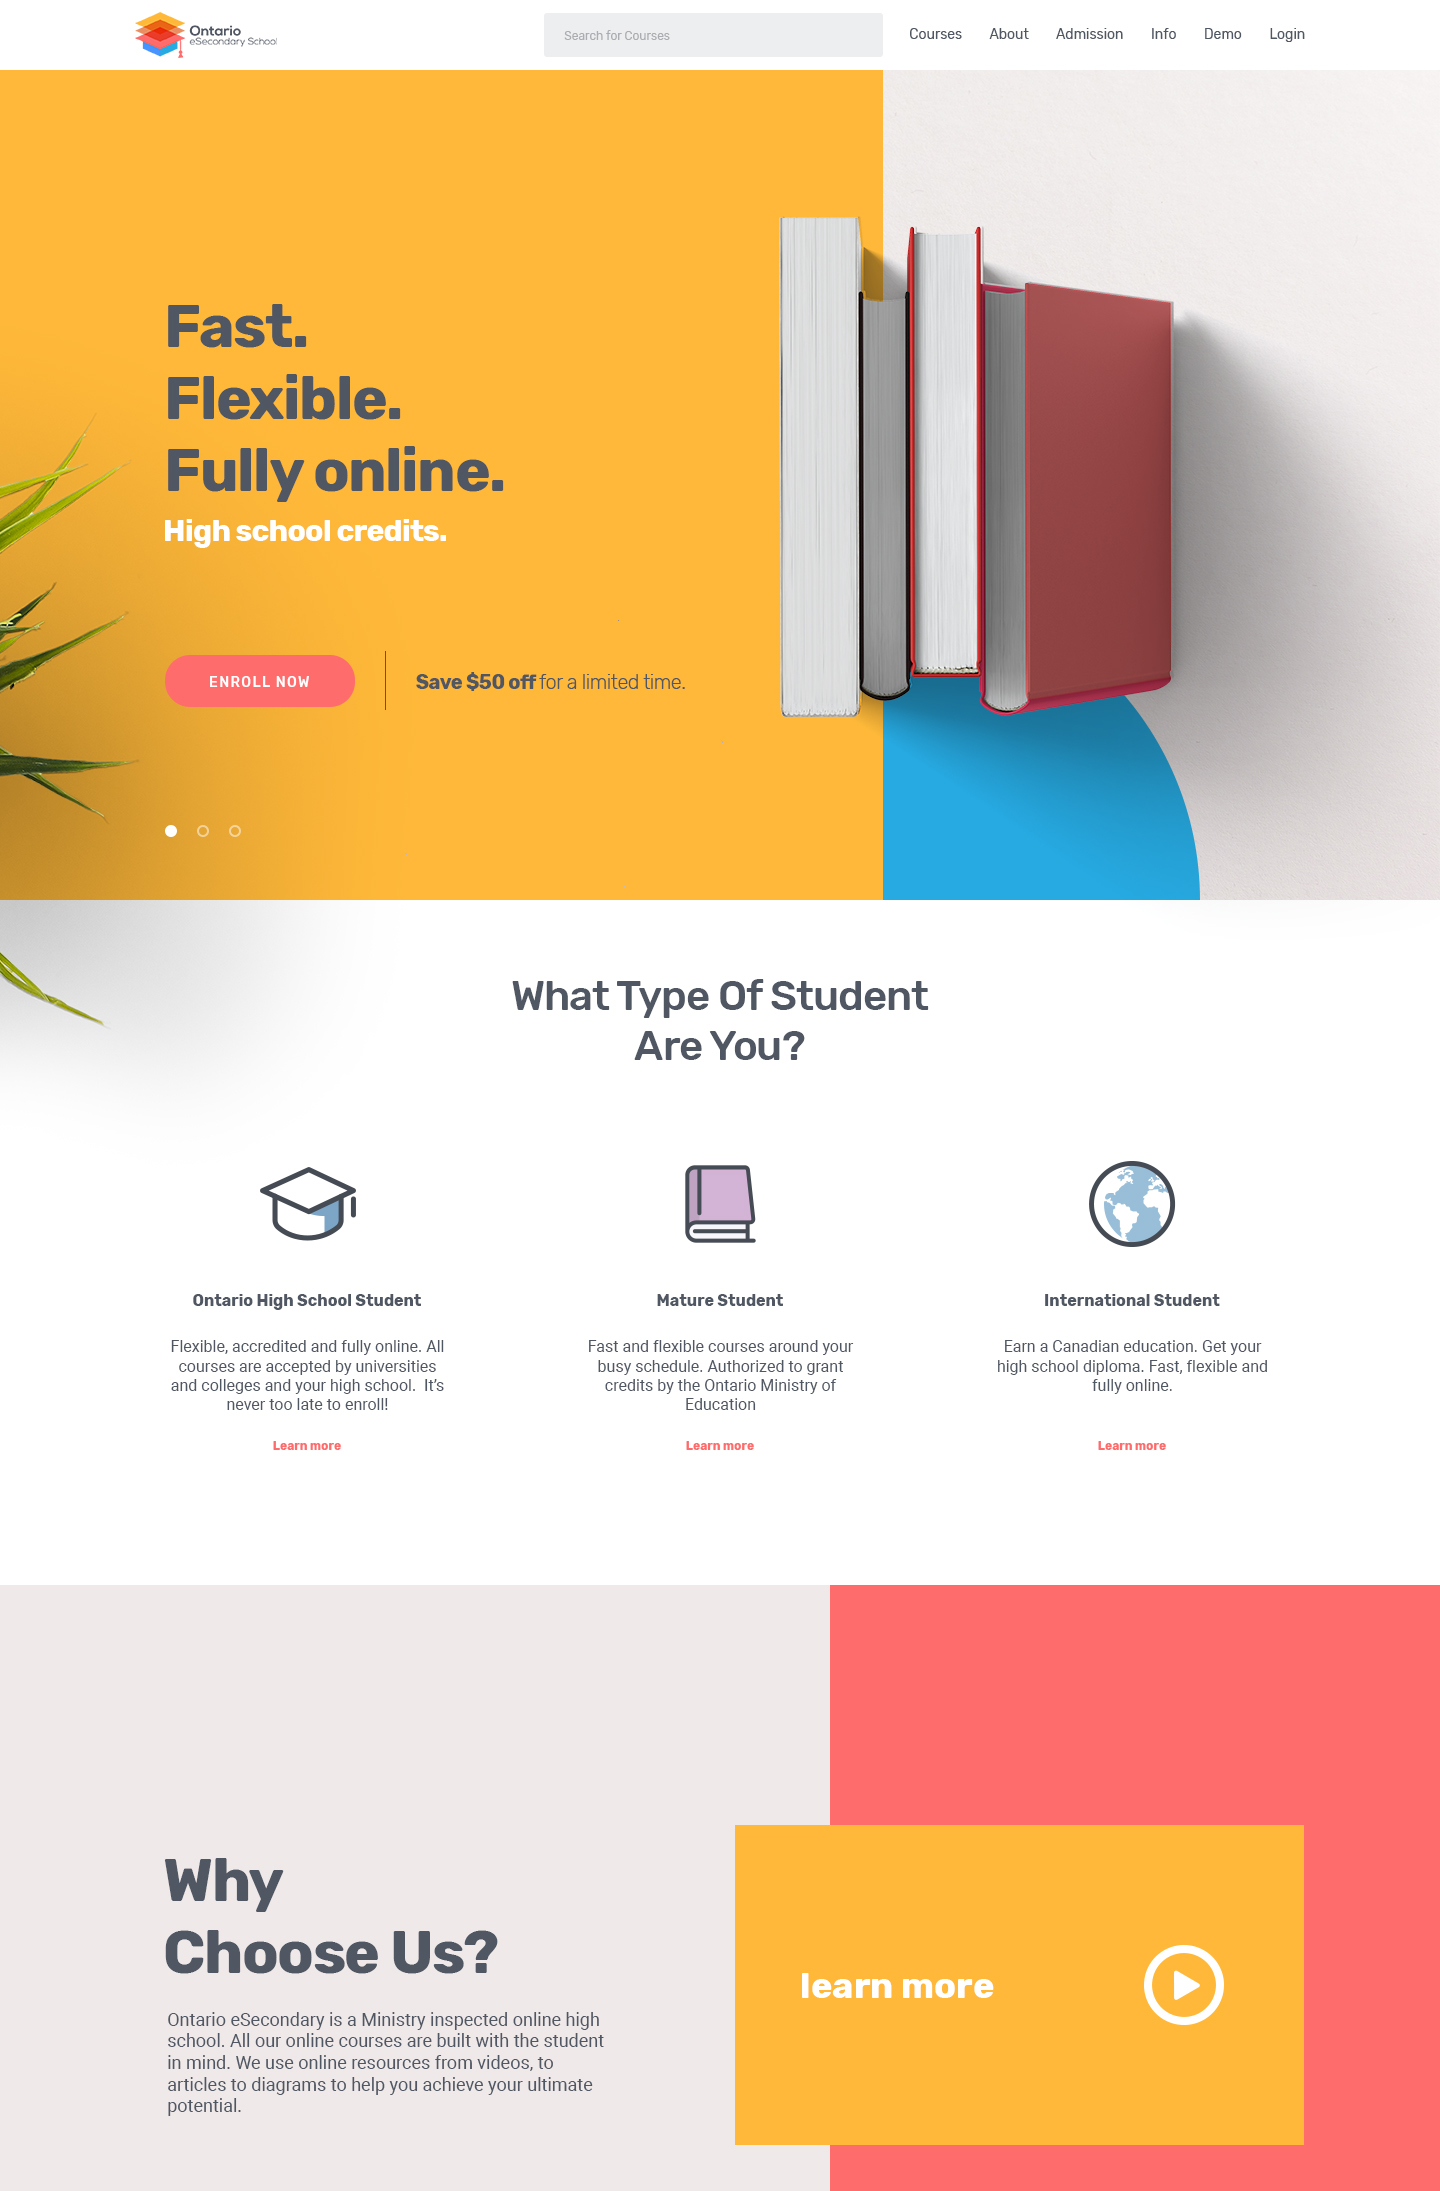 Ontario
eSecondary School
Search for Courses
Courses About Admission Info Demo Login
Fast.
Flexible.
Fully online.
High school credits.
ENROLL NOW
Save $50 off for a limited time.
What Type Of Student
Are You?
Ontario High School Student
Flexible, accredited and fully online. All
courses are accepted by universities
and colleges and your high school.  It’s
never too late to enroll!
Learn more
Mature Student
Fast and flexible courses around your
busy schedule. Authorized to grant
credits by the Ontario Ministry of
Education
Learn more
International Student
Earn a Canadian education. Get your
high school diploma. Fast, flexible and
fully online.
Learn more
Why
Choose Us?
Ontario eSecondary is a Ministry inspected online high
school. All our online courses are built with the student
in mind. We use online resources from videos, to
articles to diagrams to help you achieve your ultimate
potential.
learn more